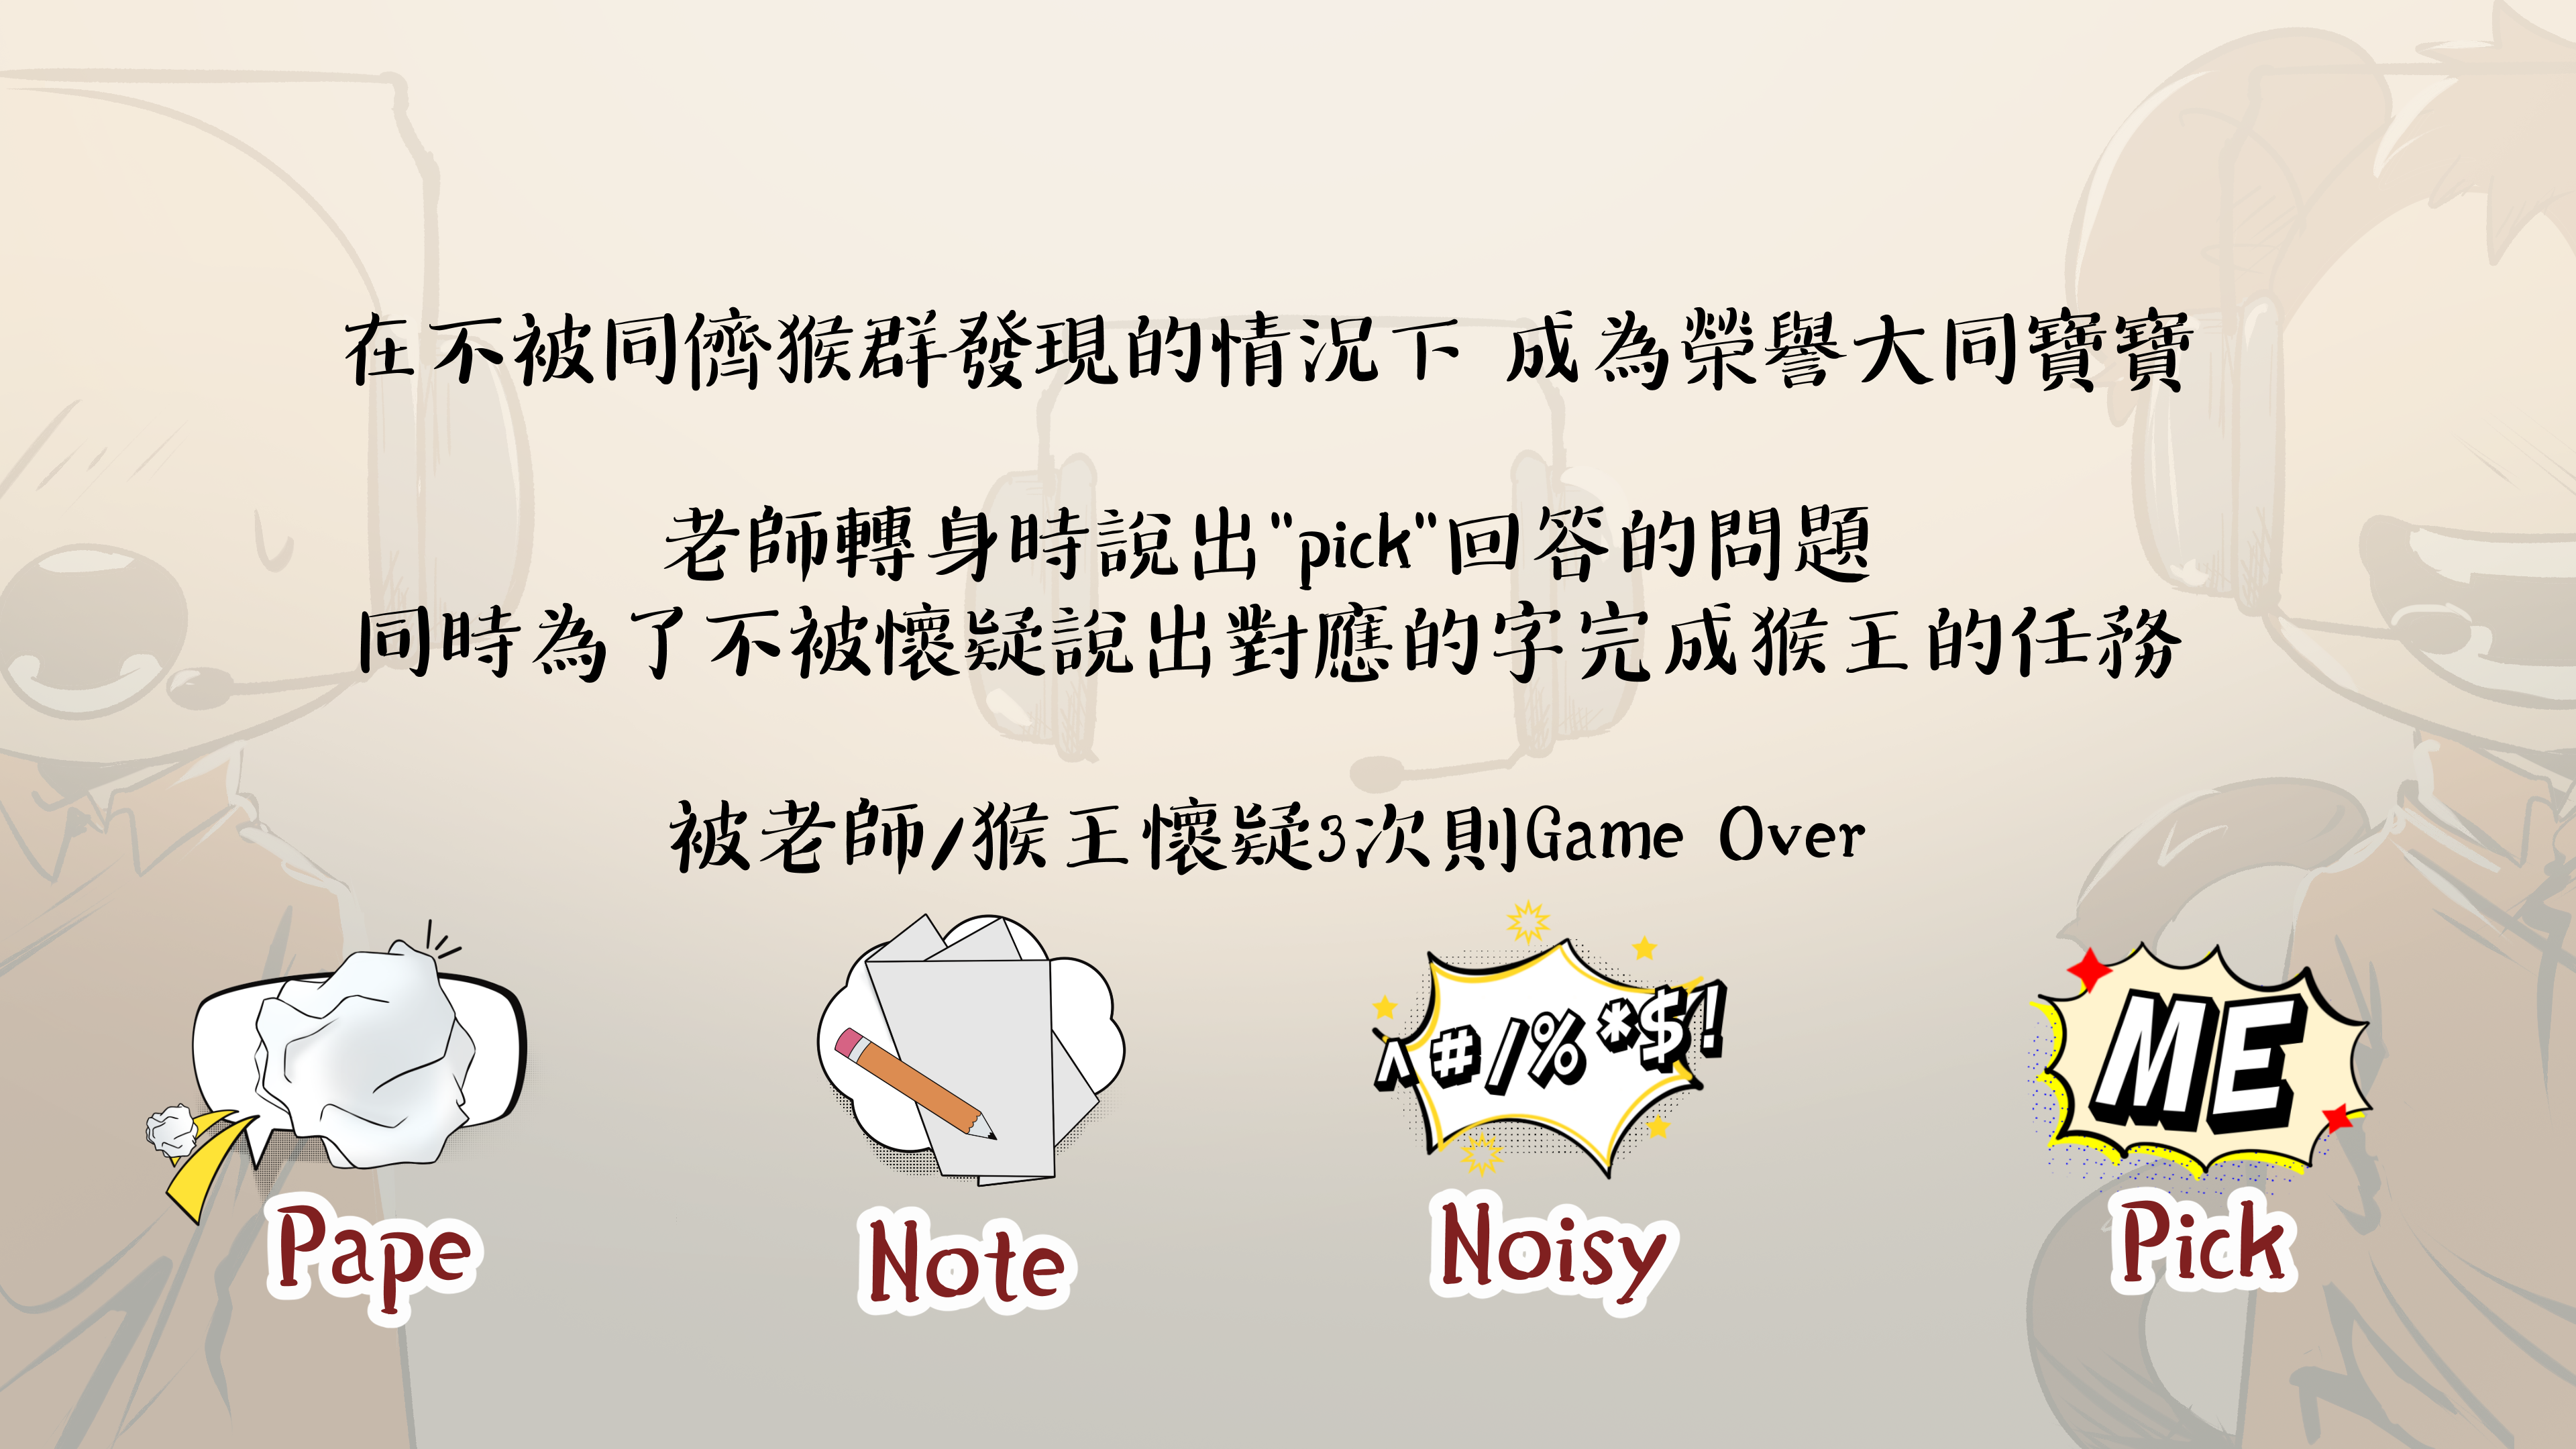 在不被同儕猴群發現的情況下 成為榮譽大同寶寶
老師轉身時說出"pick"回答的問題
同時為了不被懷疑說出對應的字完成猴王的任務
被老師/猴王懷疑3次則Game Over
^#/%*$!
ME
Pape
Note
Noisy
Pick